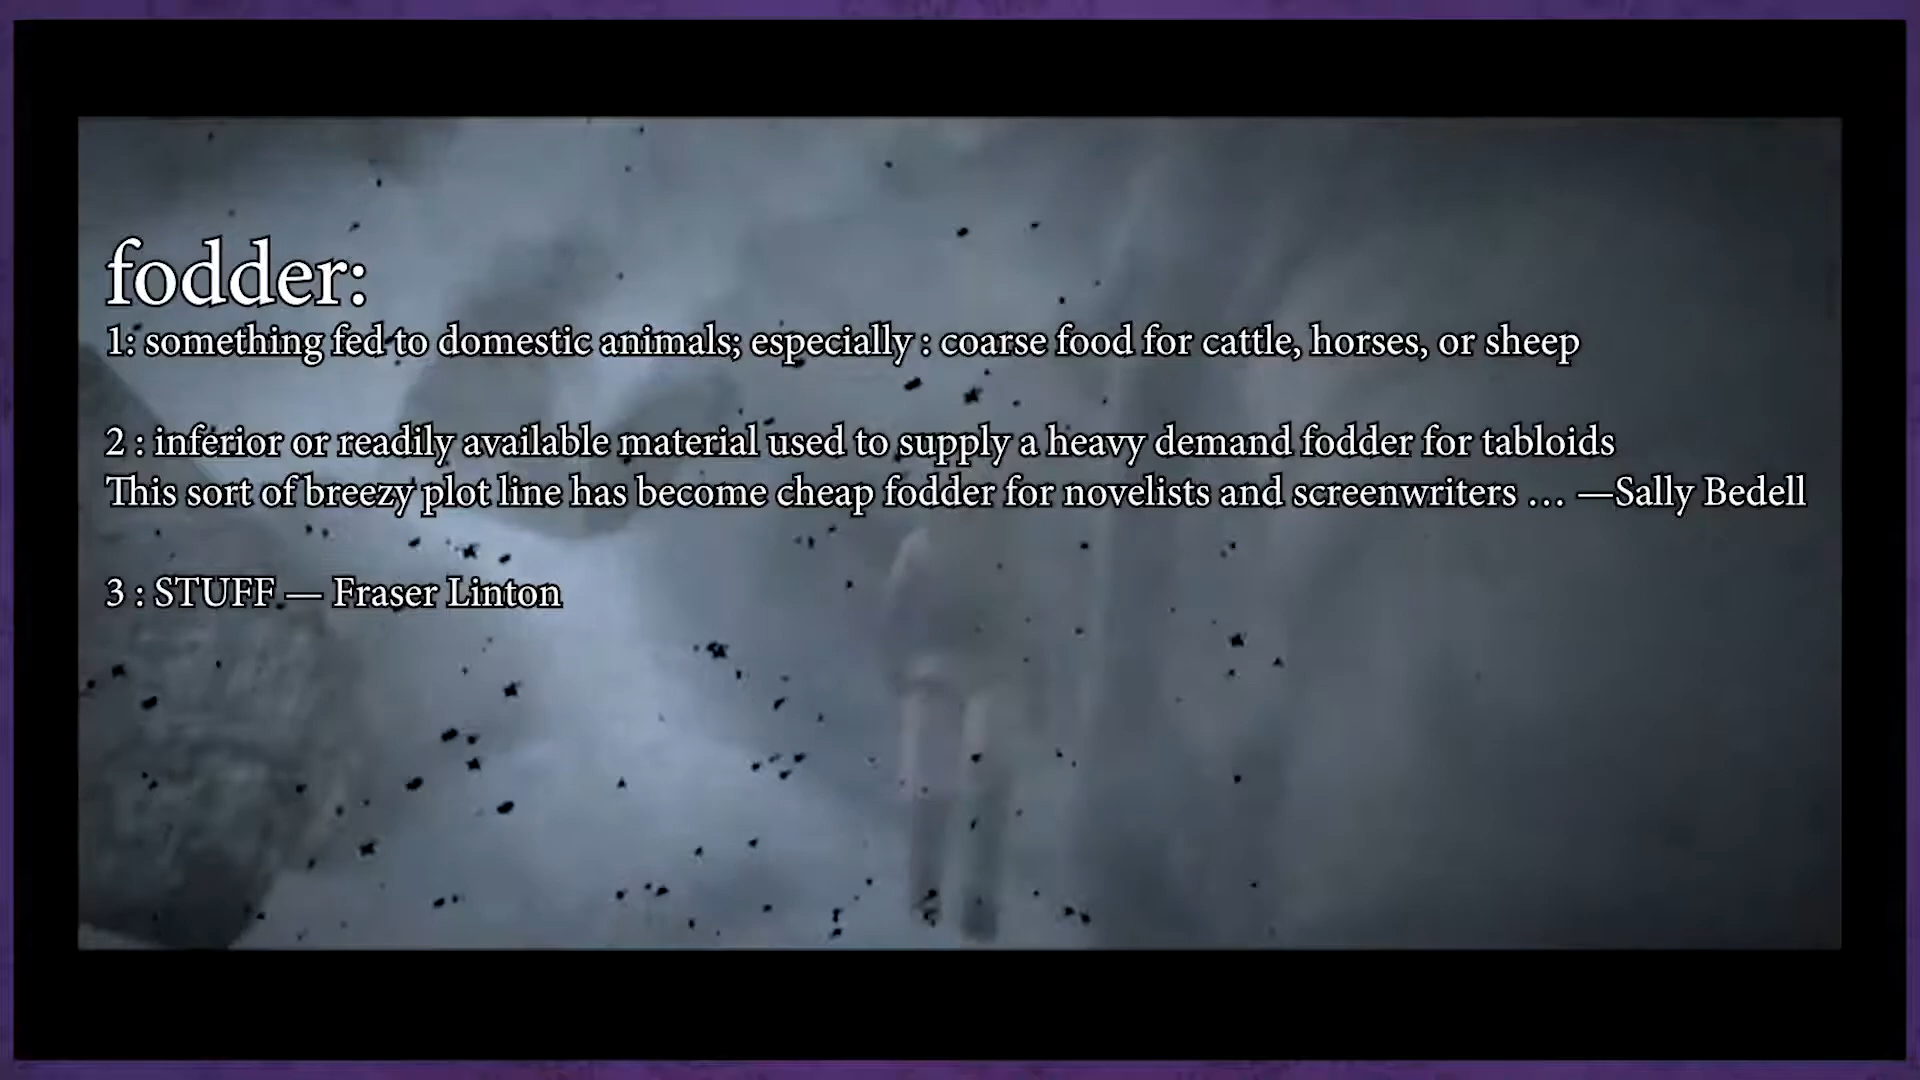 fodder:
1: something fed to domestic animals; especially : coarse food for cattle, horses, or sheep
2 : inferior or readily available material used to supply a heavy demand fodder for tabloids
This sort of breezy plot line has become cheap fodder for novelists and screenwriters … —Sally Bedell
3 : STUFF — Fraser Linton